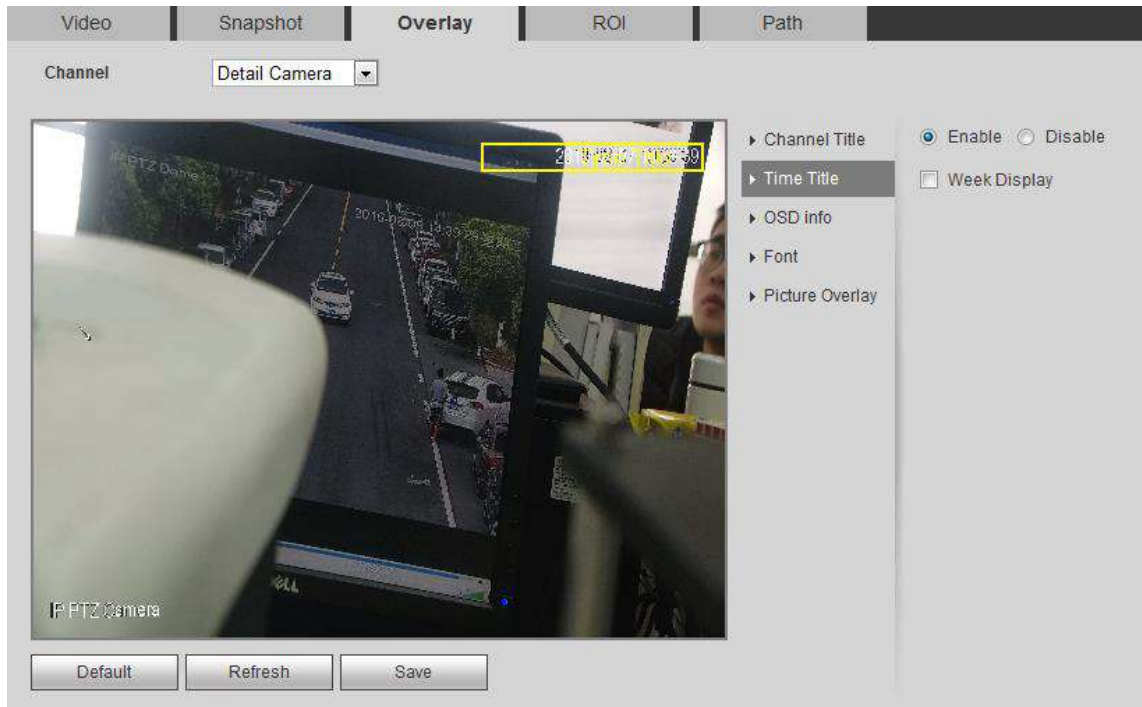 Video Snapshot Overlay ROI Path
Channel Detail Camera
Channel Title
Time Title
OSD info
Font
Picture Overlay
Enable Disable
Week Display
IP PTZ Camera
Default Refresh Save